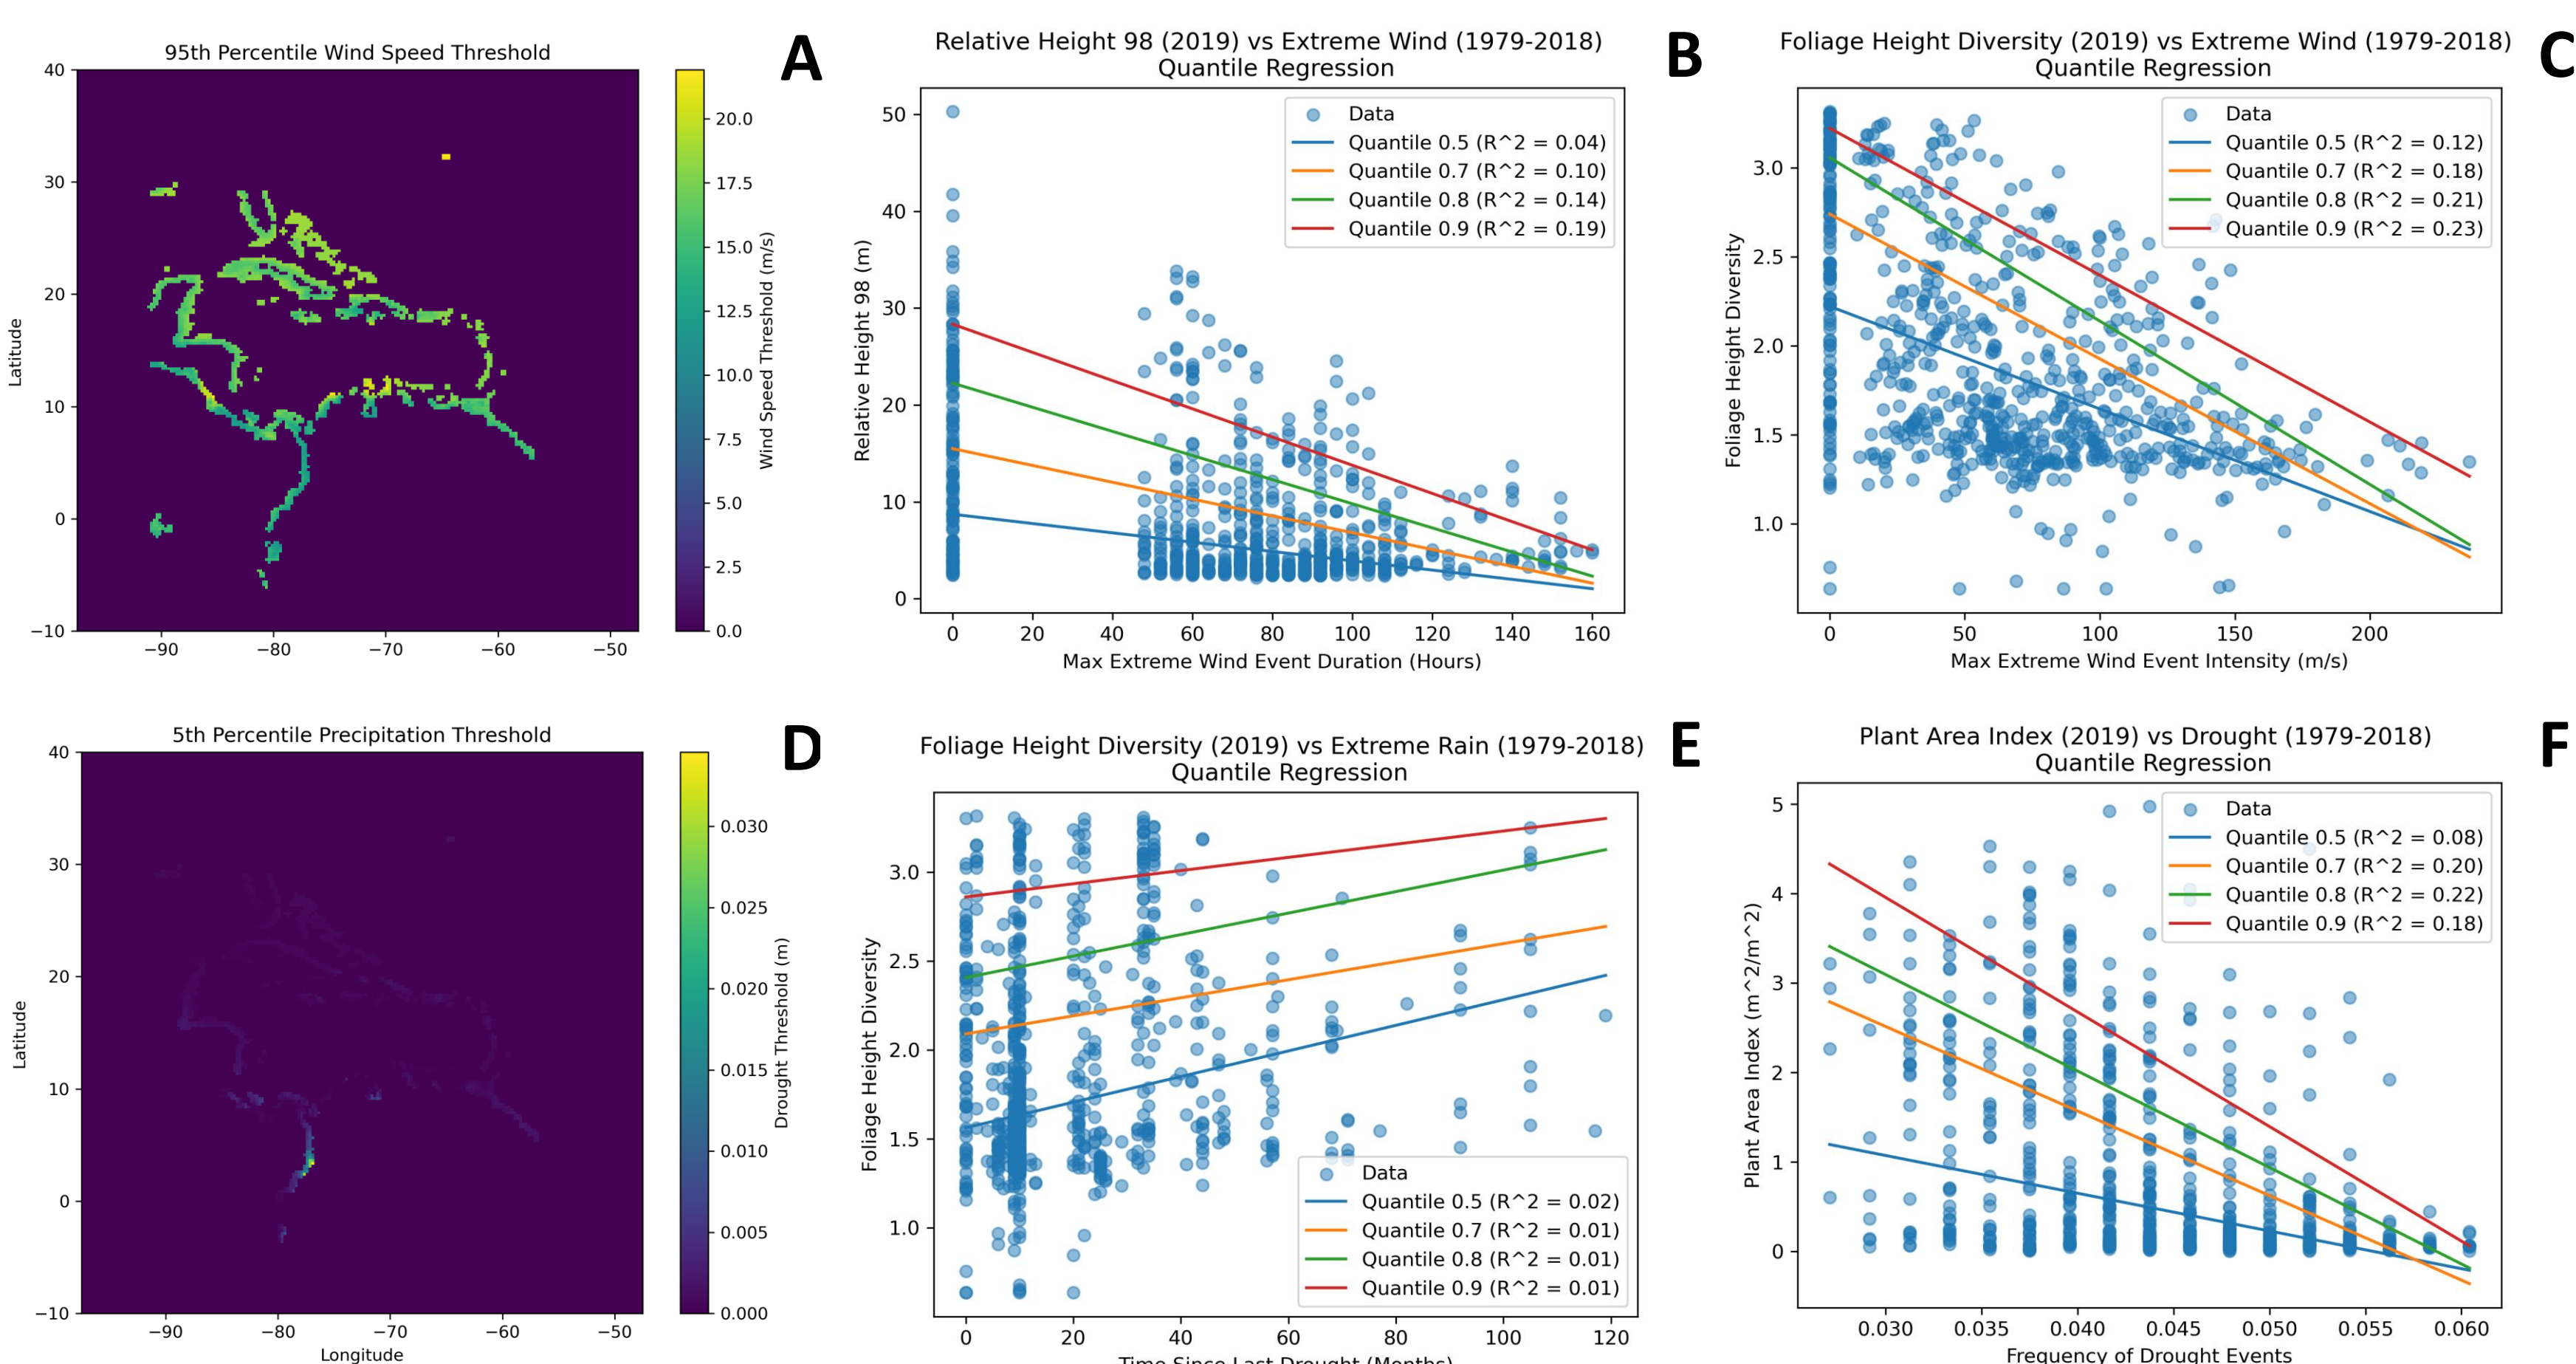 95th Percentile Wind Speed Threshold
40
30
20
10
0
−10
−90
−80
−70
−60
−50
Latitude
20.0
17.5
15.0
12.5
10.0
7.5
5.0
2.5
0.0
Wind Speed Threshold (m/s)
A
Relative Height 98 (2019) vs Extreme Wind (1979-2018)
Quantile Regression
Data
Quantile 0.5 (R^2 = 0.04)
Quantile 0.7 (R^2 = 0.10)
Quantile 0.8 (R^2 = 0.14)
Quantile 0.9 (R^2 = 0.19)
50
40
30
20
10
0
Relative Height 98 (m)
0
20
40
60
80
100
120
140
160
Max Extreme Wind Event Duration (Hours)
B
Foliage Height Diversity (2019) vs Extreme Wind (1979-2018)
Quantile Regression
Data
Quantile 0.5 (R^2 = 0.12)
Quantile 0.7 (R^2 = 0.18)
Quantile 0.8 (R^2 = 0.21)
Quantile 0.9 (R^2 = 0.23)
3.0
2.5
2.0
1.5
1.0
Foliage Height Diversity
0
50
100
150
200
Max Extreme Wind Event Intensity (m/s)
C
5th Percentile Precipitation Threshold
40
30
20
10
0
−10
Latitude
−90
−80
−70
−60
−50
Longitude
0.030
0.025
0.020
0.015
0.010
0.005
0.000
Drought Threshold (m)
D
Foliage Height Diversity (2019) vs Extreme Rain (1979-2018)
Quantile Regression
3.0
2.5
2.0
1.5
1.0
Foliage Height Diversity
Data
Quantile 0.5 (R^2 = 0.02)
Quantile 0.7 (R^2 = 0.01)
Quantile 0.8 (R^2 = 0.01)
Quantile 0.9 (R^2 = 0.01)
0
20
40
60
80
100
120
Time Since Last Drought (Months)
E
Plant Area Index (2019) vs Drought (1979-2018)
Quantile Regression
Data
Quantile 0.5 (R^2 = 0.08)
Quantile 0.7 (R^2 = 0.20)
Quantile 0.8 (R^2 = 0.22)
Quantile 0.9 (R^2 = 0.18)
5
4
3
2
1
0
Plant Area Index (m^2/m^2)
0.030
0.035
0.040
0.045
0.050
0.055
0.060
Frequency of Drought Events
F